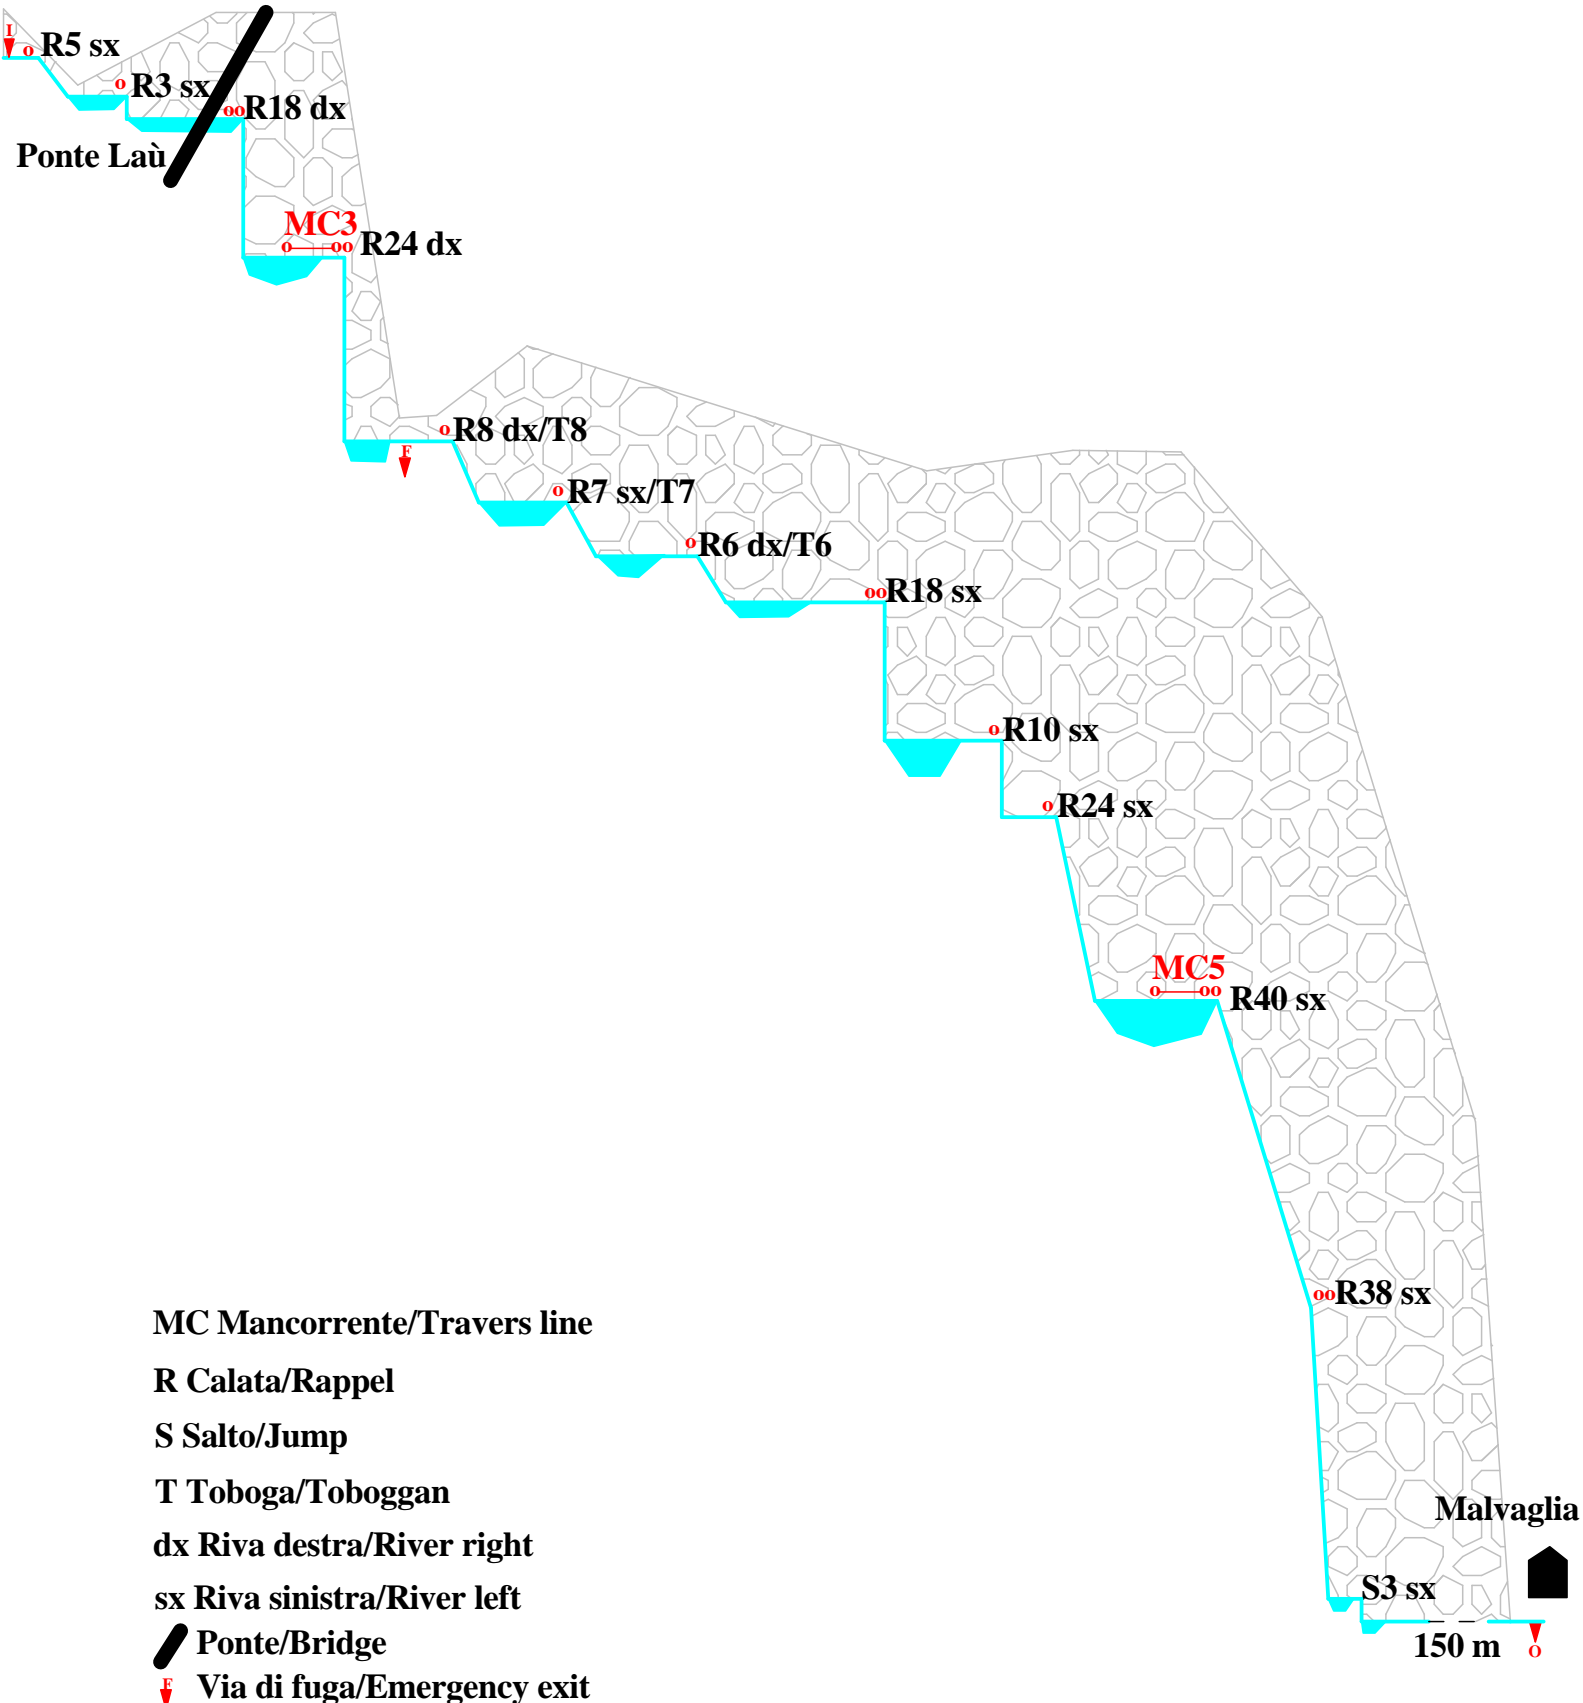 I
R5 sx
R3 sx
R18 dx
Ponte Laù
MC3
R24 dx
R8 dx/T8
F
R7 sx/T7
R6 dx/T6
R18 sx
R10 sx
R24 sx
MC5
R40 sx
R38 sx
MC Mancorrente/Travers line
R Calata/Rappel
S Salto/Jump
T Toboga/Toboggan
dx Riva destra/River right
sx Riva sinistra/River left
Ponte/Bridge
F Via di fuga/Emergency exit
Malvaglia
S3 sx
150 m
O